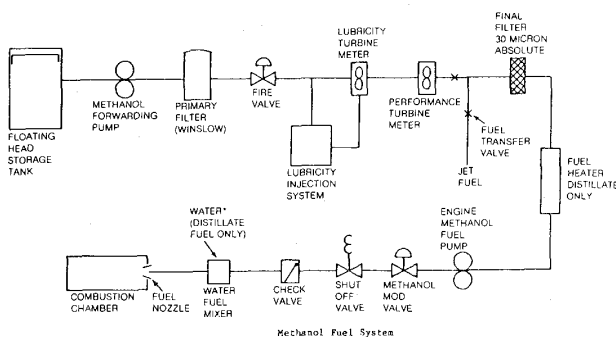 LUBRICITY
TURBINE
METER
FINAL
FILTER
30 MICRON
ABSOLUTE
FLOATING
HEAD
STORAGE
TANK
METHANOL
FORWARDING
PUMP
PRIMARY
FILTER
(WINSLOW)
FIRE
VALVE
LUBRICITY
INJECTION
SYSTEM
PERFORMANCE
TURBINE
METER
FUEL
TRANSFER
VALVE
JET
FUEL
FUEL
HEATER
DISTILLATE
ONLY
WATER*
(DISTILLATE
FUEL ONLY)
ENGINE
METHANOL
FUEL
PUMP
COMBUSTION
CHAMBER
FUEL
NOZZLE
WATER
FUEL
MIXER
CHECK
VALVE
SHUT
OFF
VALVE
METHANOL
MOD
VALVE
Methanol Fuel System